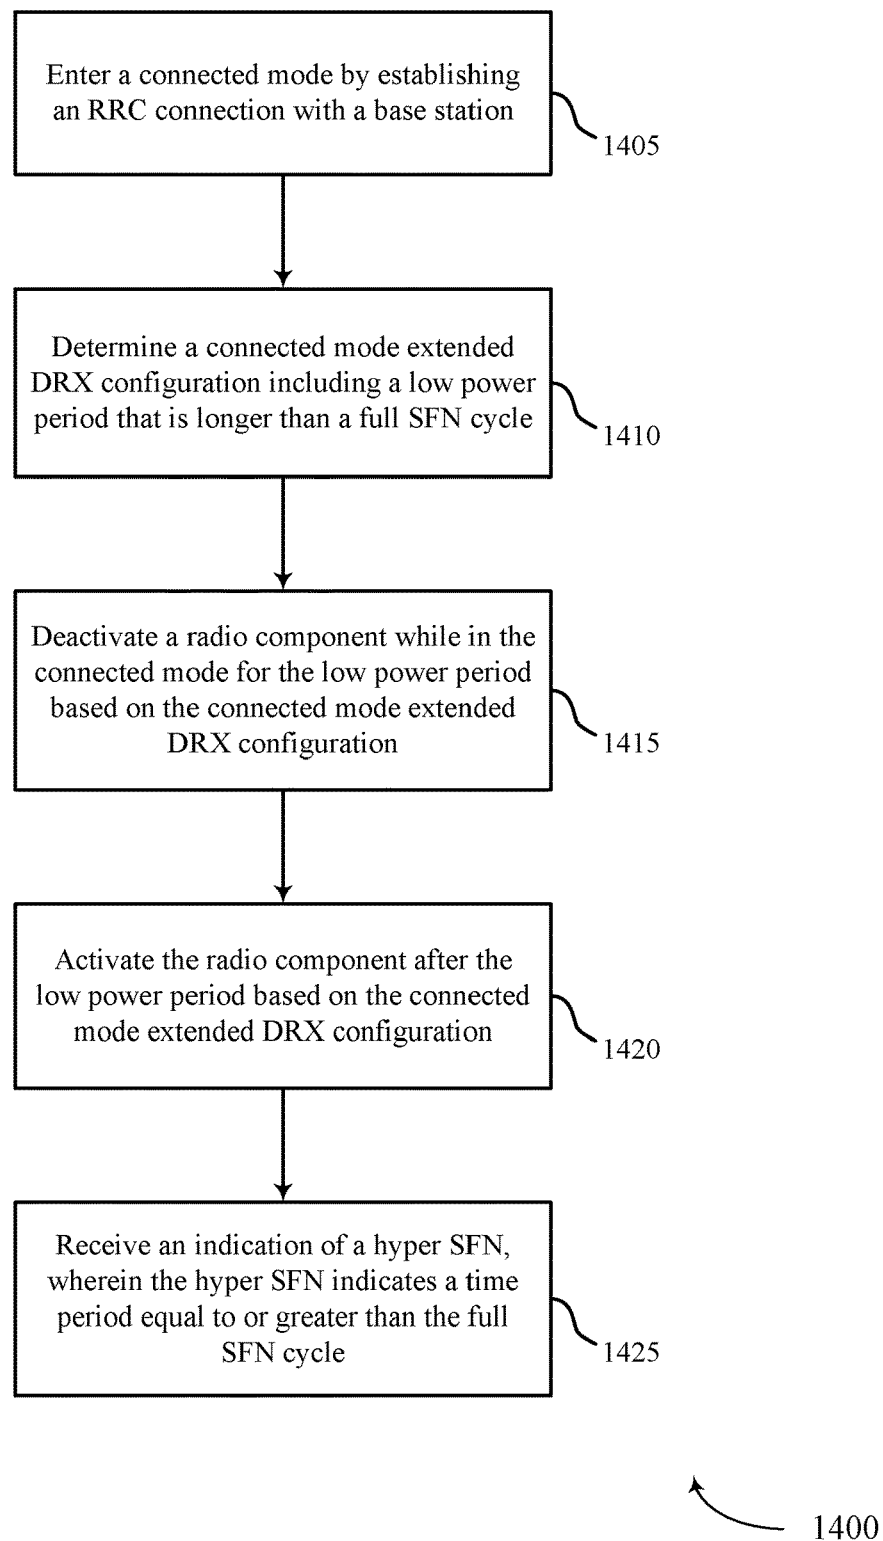 Enter a connected mode by establishing
an RRC connection with a base station
1405
Determine a connected mode extended
DRX configuration including a low power
period that is longer than a full SFN cycle
1410
Deactivate a radio component while in the
connected mode for the low power period
based on the connected mode extended
DRX configuration
1415
Activate the radio component after the
low power period based on the connected
mode extended DRX configuration
1420
Receive an indication of a hyper SFN,
wherein the hyper SFN indicates a time
period equal to or greater than the full
SFN cycle
1425
1400